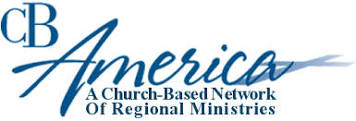 CB
America
A Church-Based Network
Of Regional Ministries